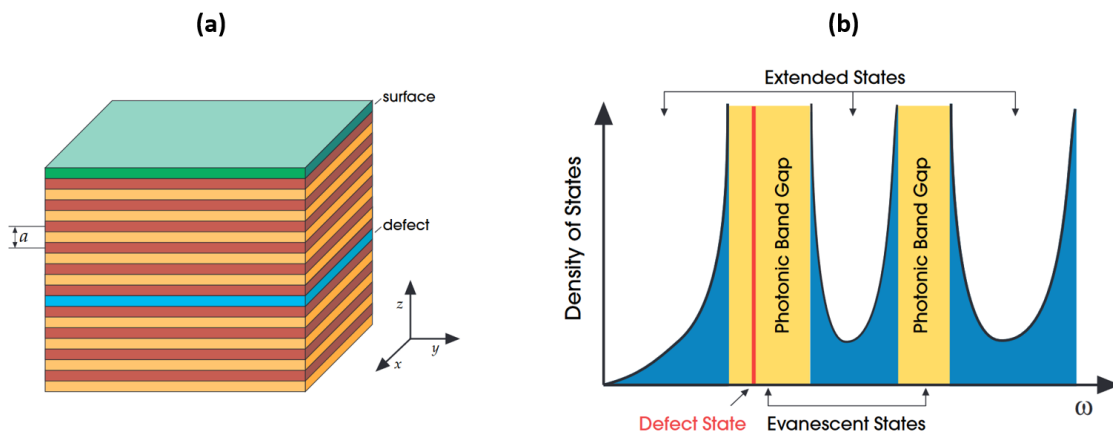 (a)
surface
defect
a
z
y
x
(b)
Extended States
Density of States
Photonic Band Gap
Photonic Band Gap
ω
Defect State
Evanescent States